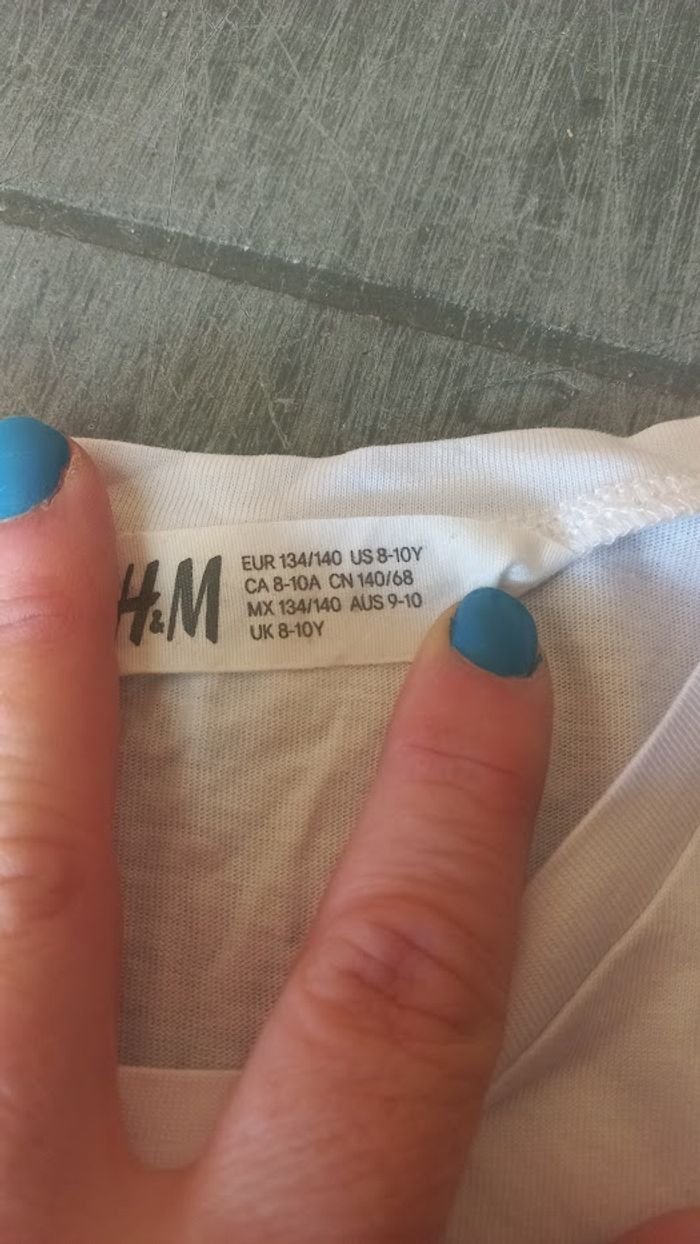 H&M
EUR 134/140 US 8-10Y
CA 8-10A CN 140/68
MX 134/140 AUS 9-10
UK 8-10Y